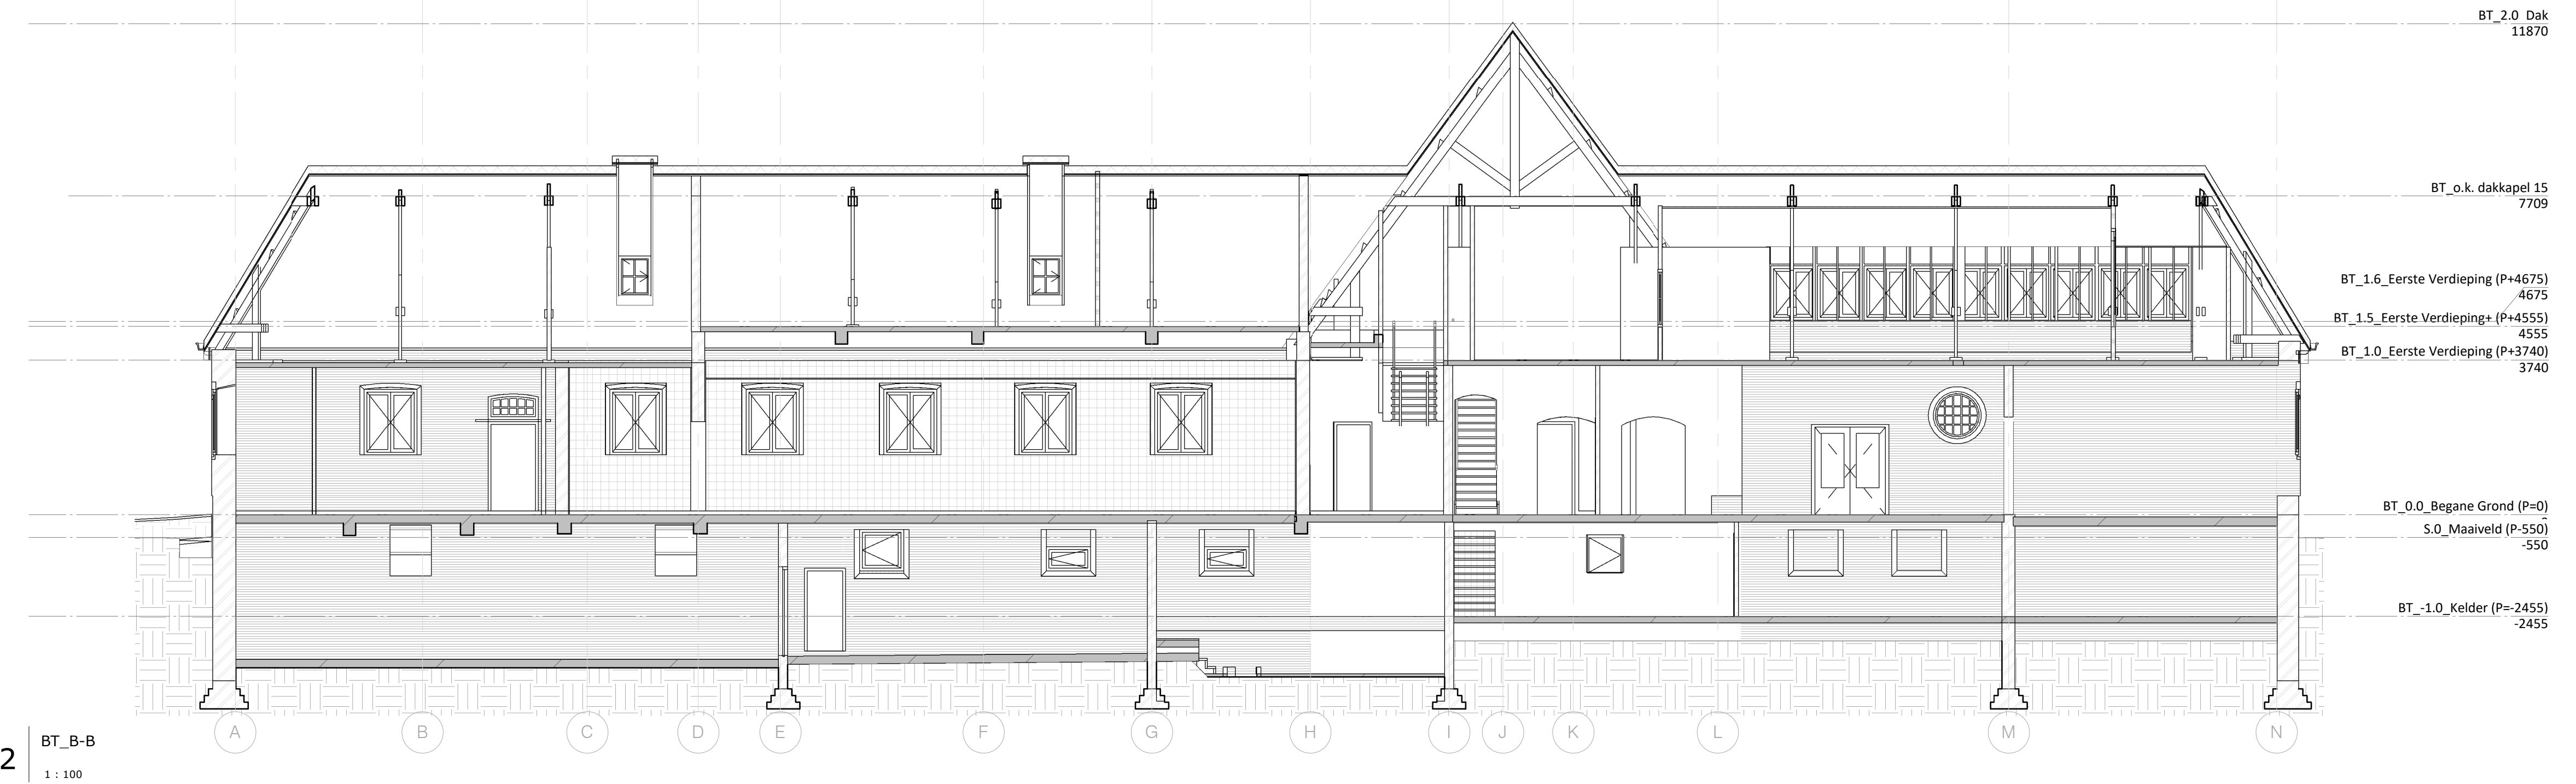 BT_2.0 Dak
11870
BT_o.k. dakkapel 15
7709
BT_1.6_Eerste Verdieping (P+4675)
4675
BT_1.5_Eerste Verdieping+ (P+4555)
4555
BT_1.0_Eerste Verdieping (P+3740)
3740
BT_0.0_Begane Grond (P=0)
-
S.0_Maaiveld (P-550)
-550
BT_-1.0_Kelder (P=-2455)
-2455
A B C D E F G H I J K L M N
2
BT_B-B
1 : 100